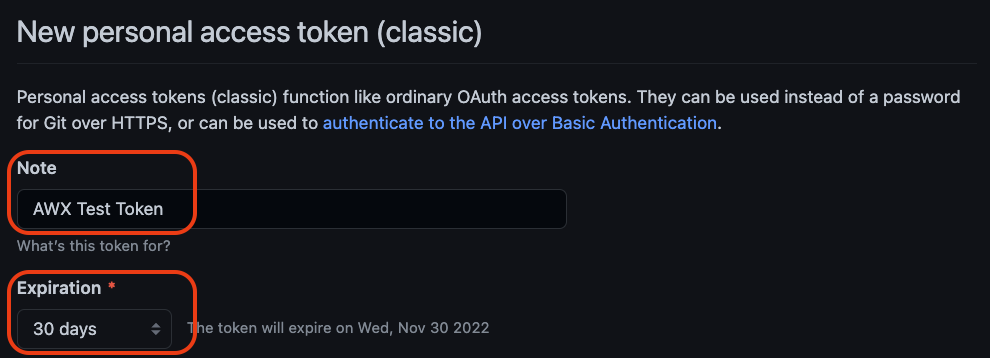 New personal access token (classic)
Personal access tokens (classic) function like ordinary OAuth access tokens. They can be used instead of a password
for Git over HTTPS, or can be used to authenticate to the API over Basic Authentication.
Note
AWX Test Token
What's this token for?
Expiration *
30 days The token will expire on Wed, Nov 30 2022